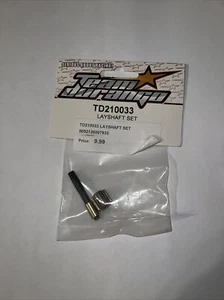 Team
Durango
TD210033
LAYSHAFT SET
TD210033 LAYSHAFT SET
Price: 9.99